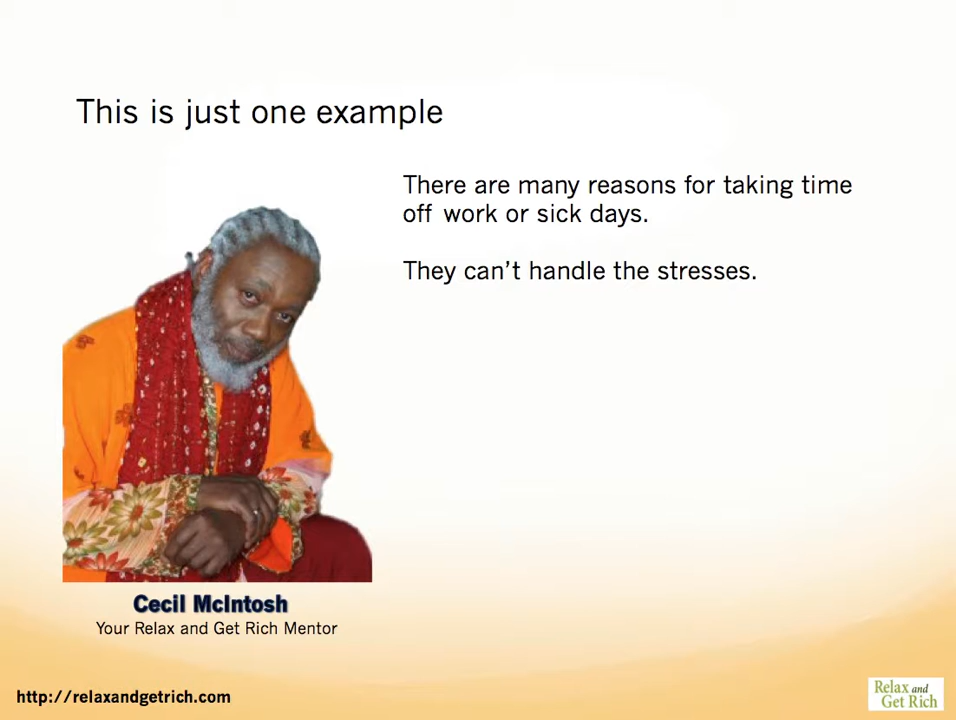 This is just one example
There are many reasons for taking time
off work or sick days.
They can't handle the stresses.
Cecil McIntosh
Your Relax and Get Rich Mentor
http://relaxandgetrich.com
Relax and
Get Rich